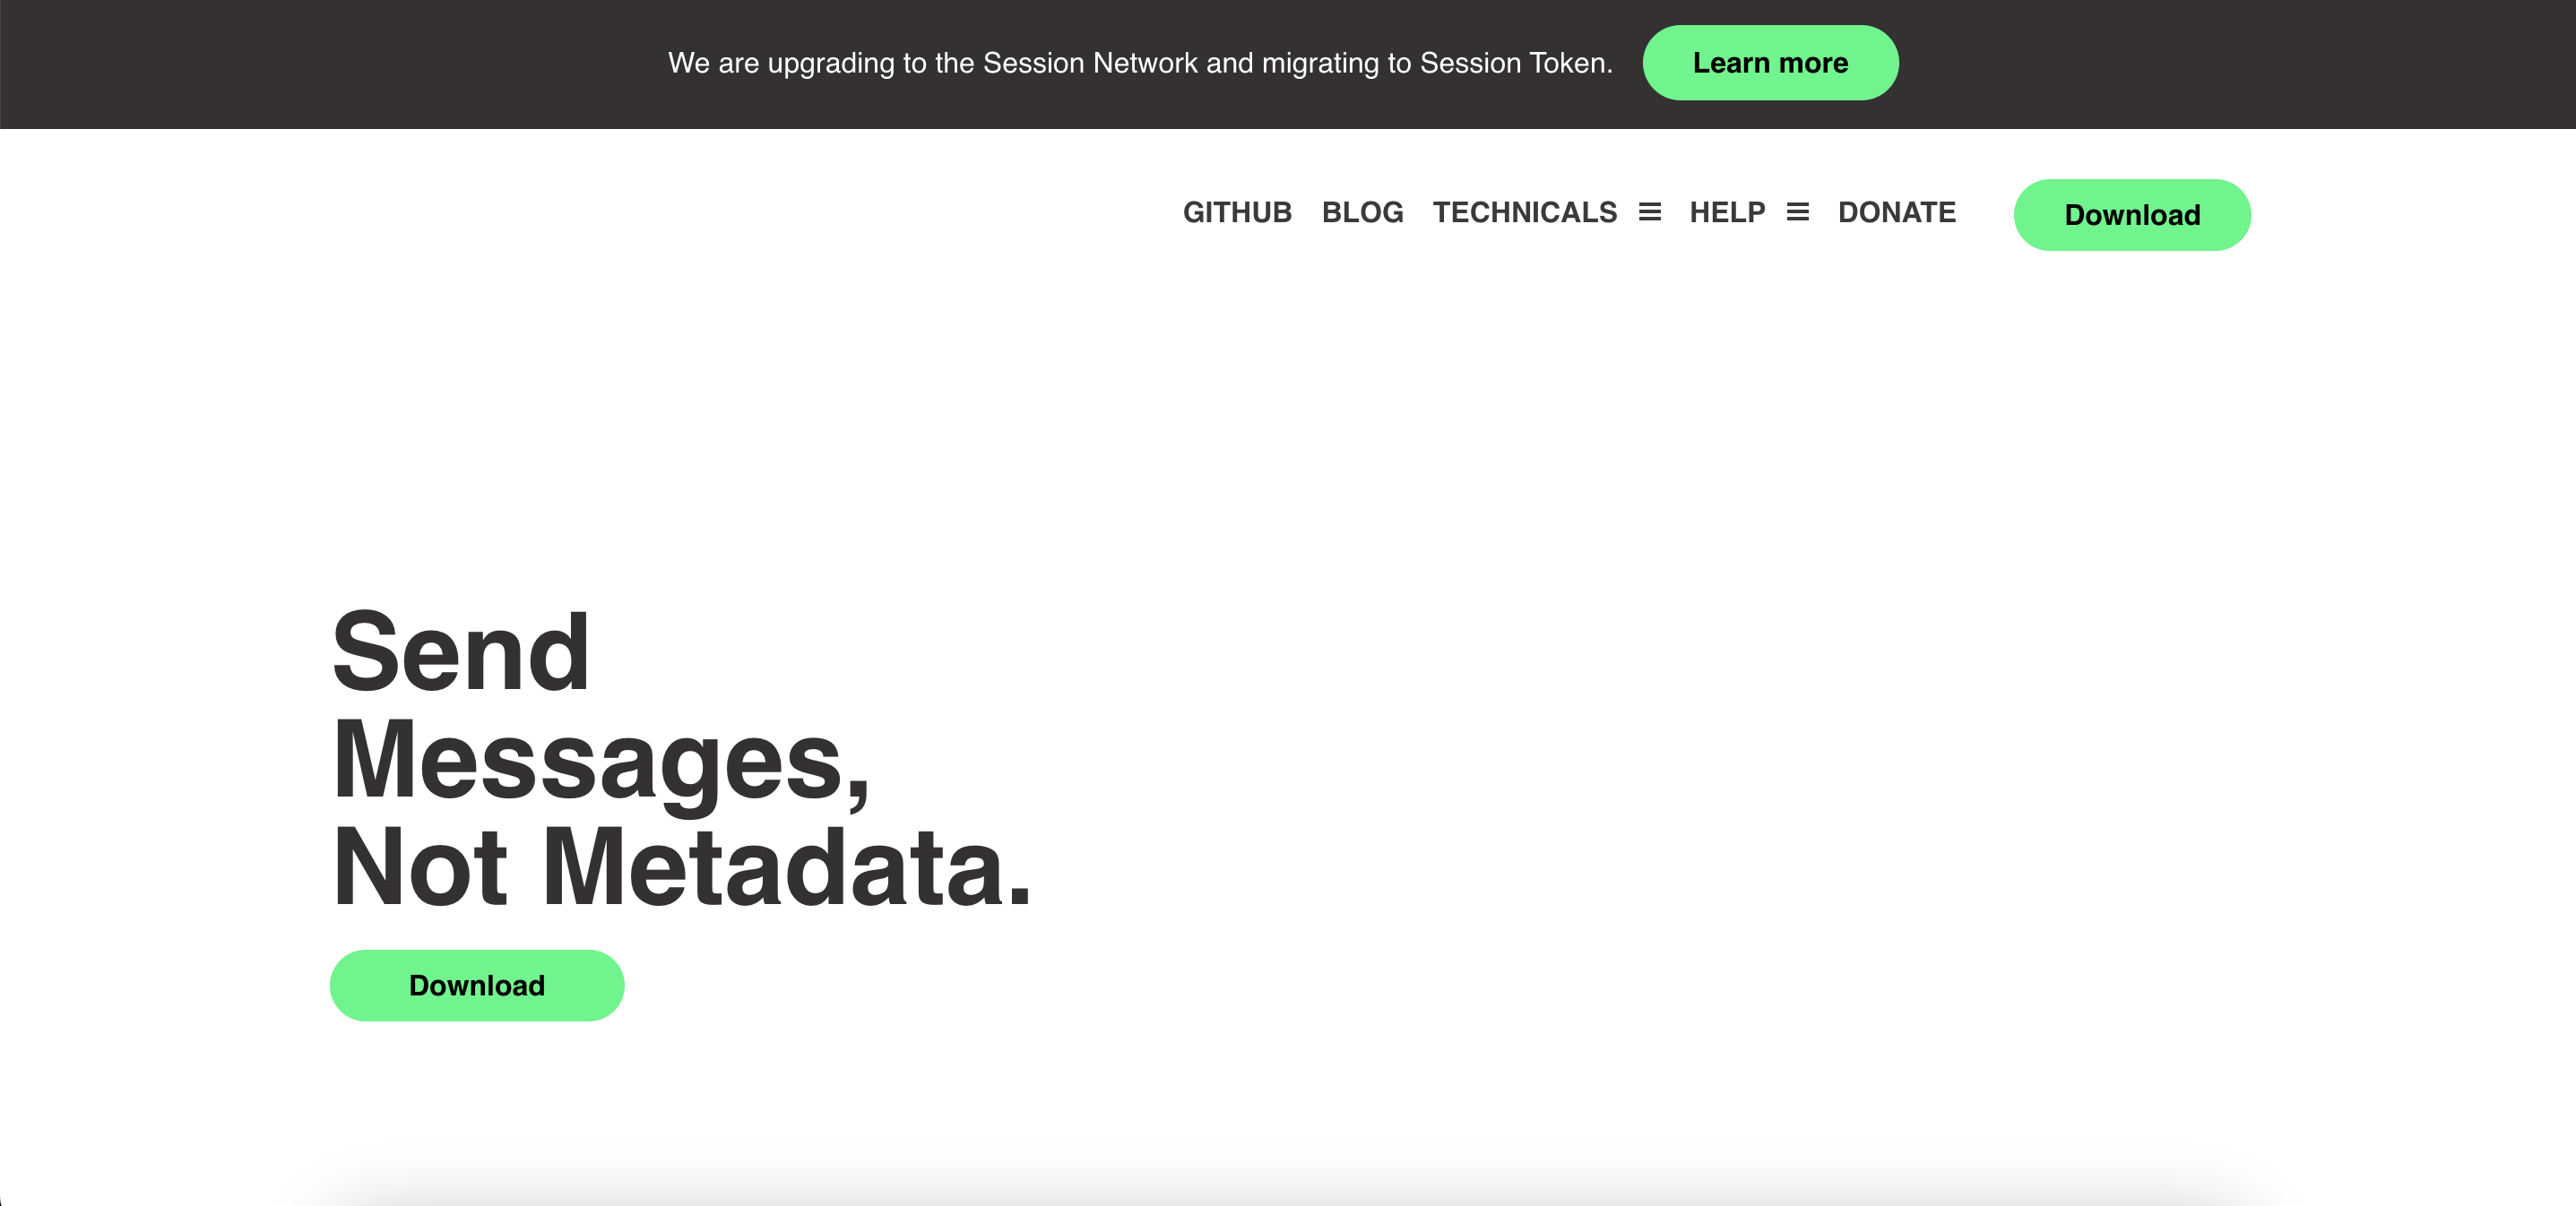 We are upgrading to the Session Network and migrating to Session Token. Learn more
GITHUB BLOG TECHNICALS HELP DONATE Download
Send
Messages,
Not Metadata.
Download